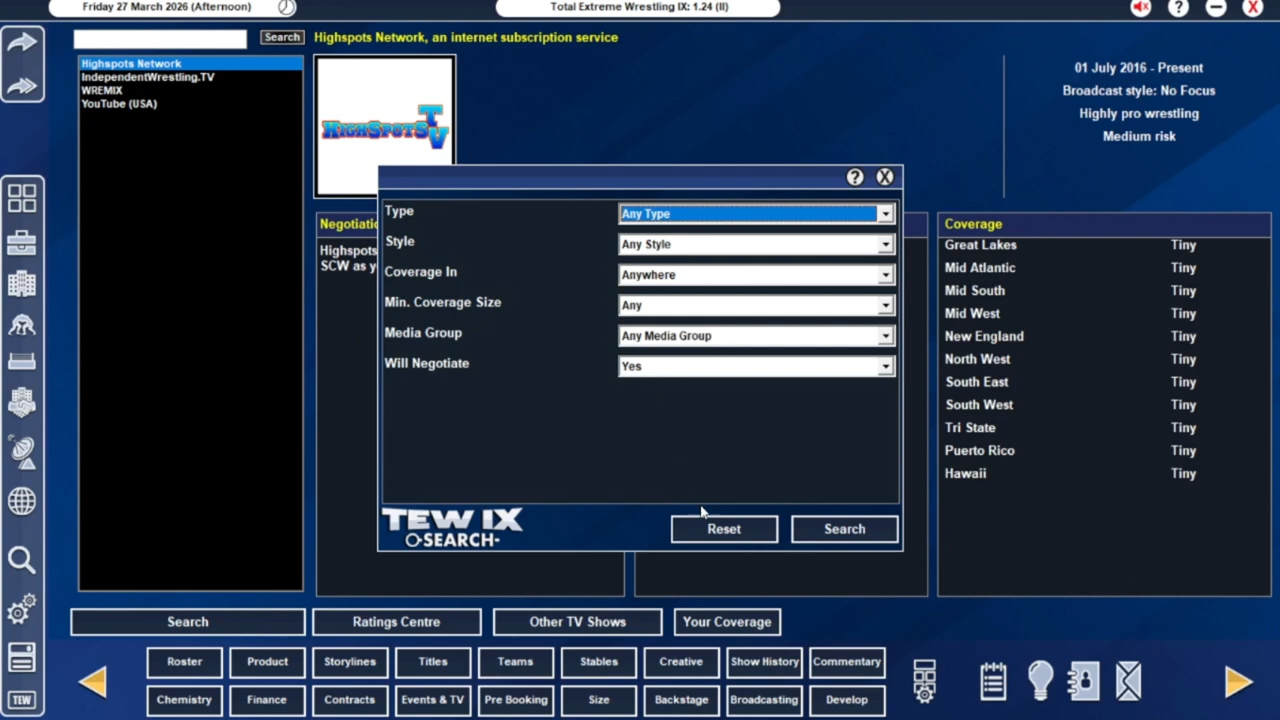 Friday 27 March 2026 (Afternoon)
Total Extreme Wrestling IX: 1.24 (II)
Search
Highspots Network, an internet subscription service
Highspots Network
IndependentWrestling.TV
WREMIX
YouTube (USA)
HIGHSPOTS TV
01 July 2016 - Present
Broadcast style: No Focus
Highly pro wrestling
Medium risk
Highspots
SCW as
Type
Any Type
Style
Any Style
Coverage In
Anywhere
Min. Coverage Size
Any
Media Group
Any Media Group
Will Negotiate
Yes
TEW IX
SEARCH
Reset
Search
Coverage
Great Lakes Tiny
Mid Atlantic Tiny
Mid South Tiny
Mid West Tiny
New England Tiny
North West Tiny
South East Tiny
South West Tiny
Tri State Tiny
Puerto Rico Tiny
Hawaii Tiny
Search
Ratings Centre
Other TV Shows
Your Coverage
Roster
Product
Storylines
Titles
Teams
Stables
Creative
Show History
Commentary
Chemistry
Finance
Contracts
Events & TV
Pre Booking
Size
Backstage
Broadcasting
Develop
TEW